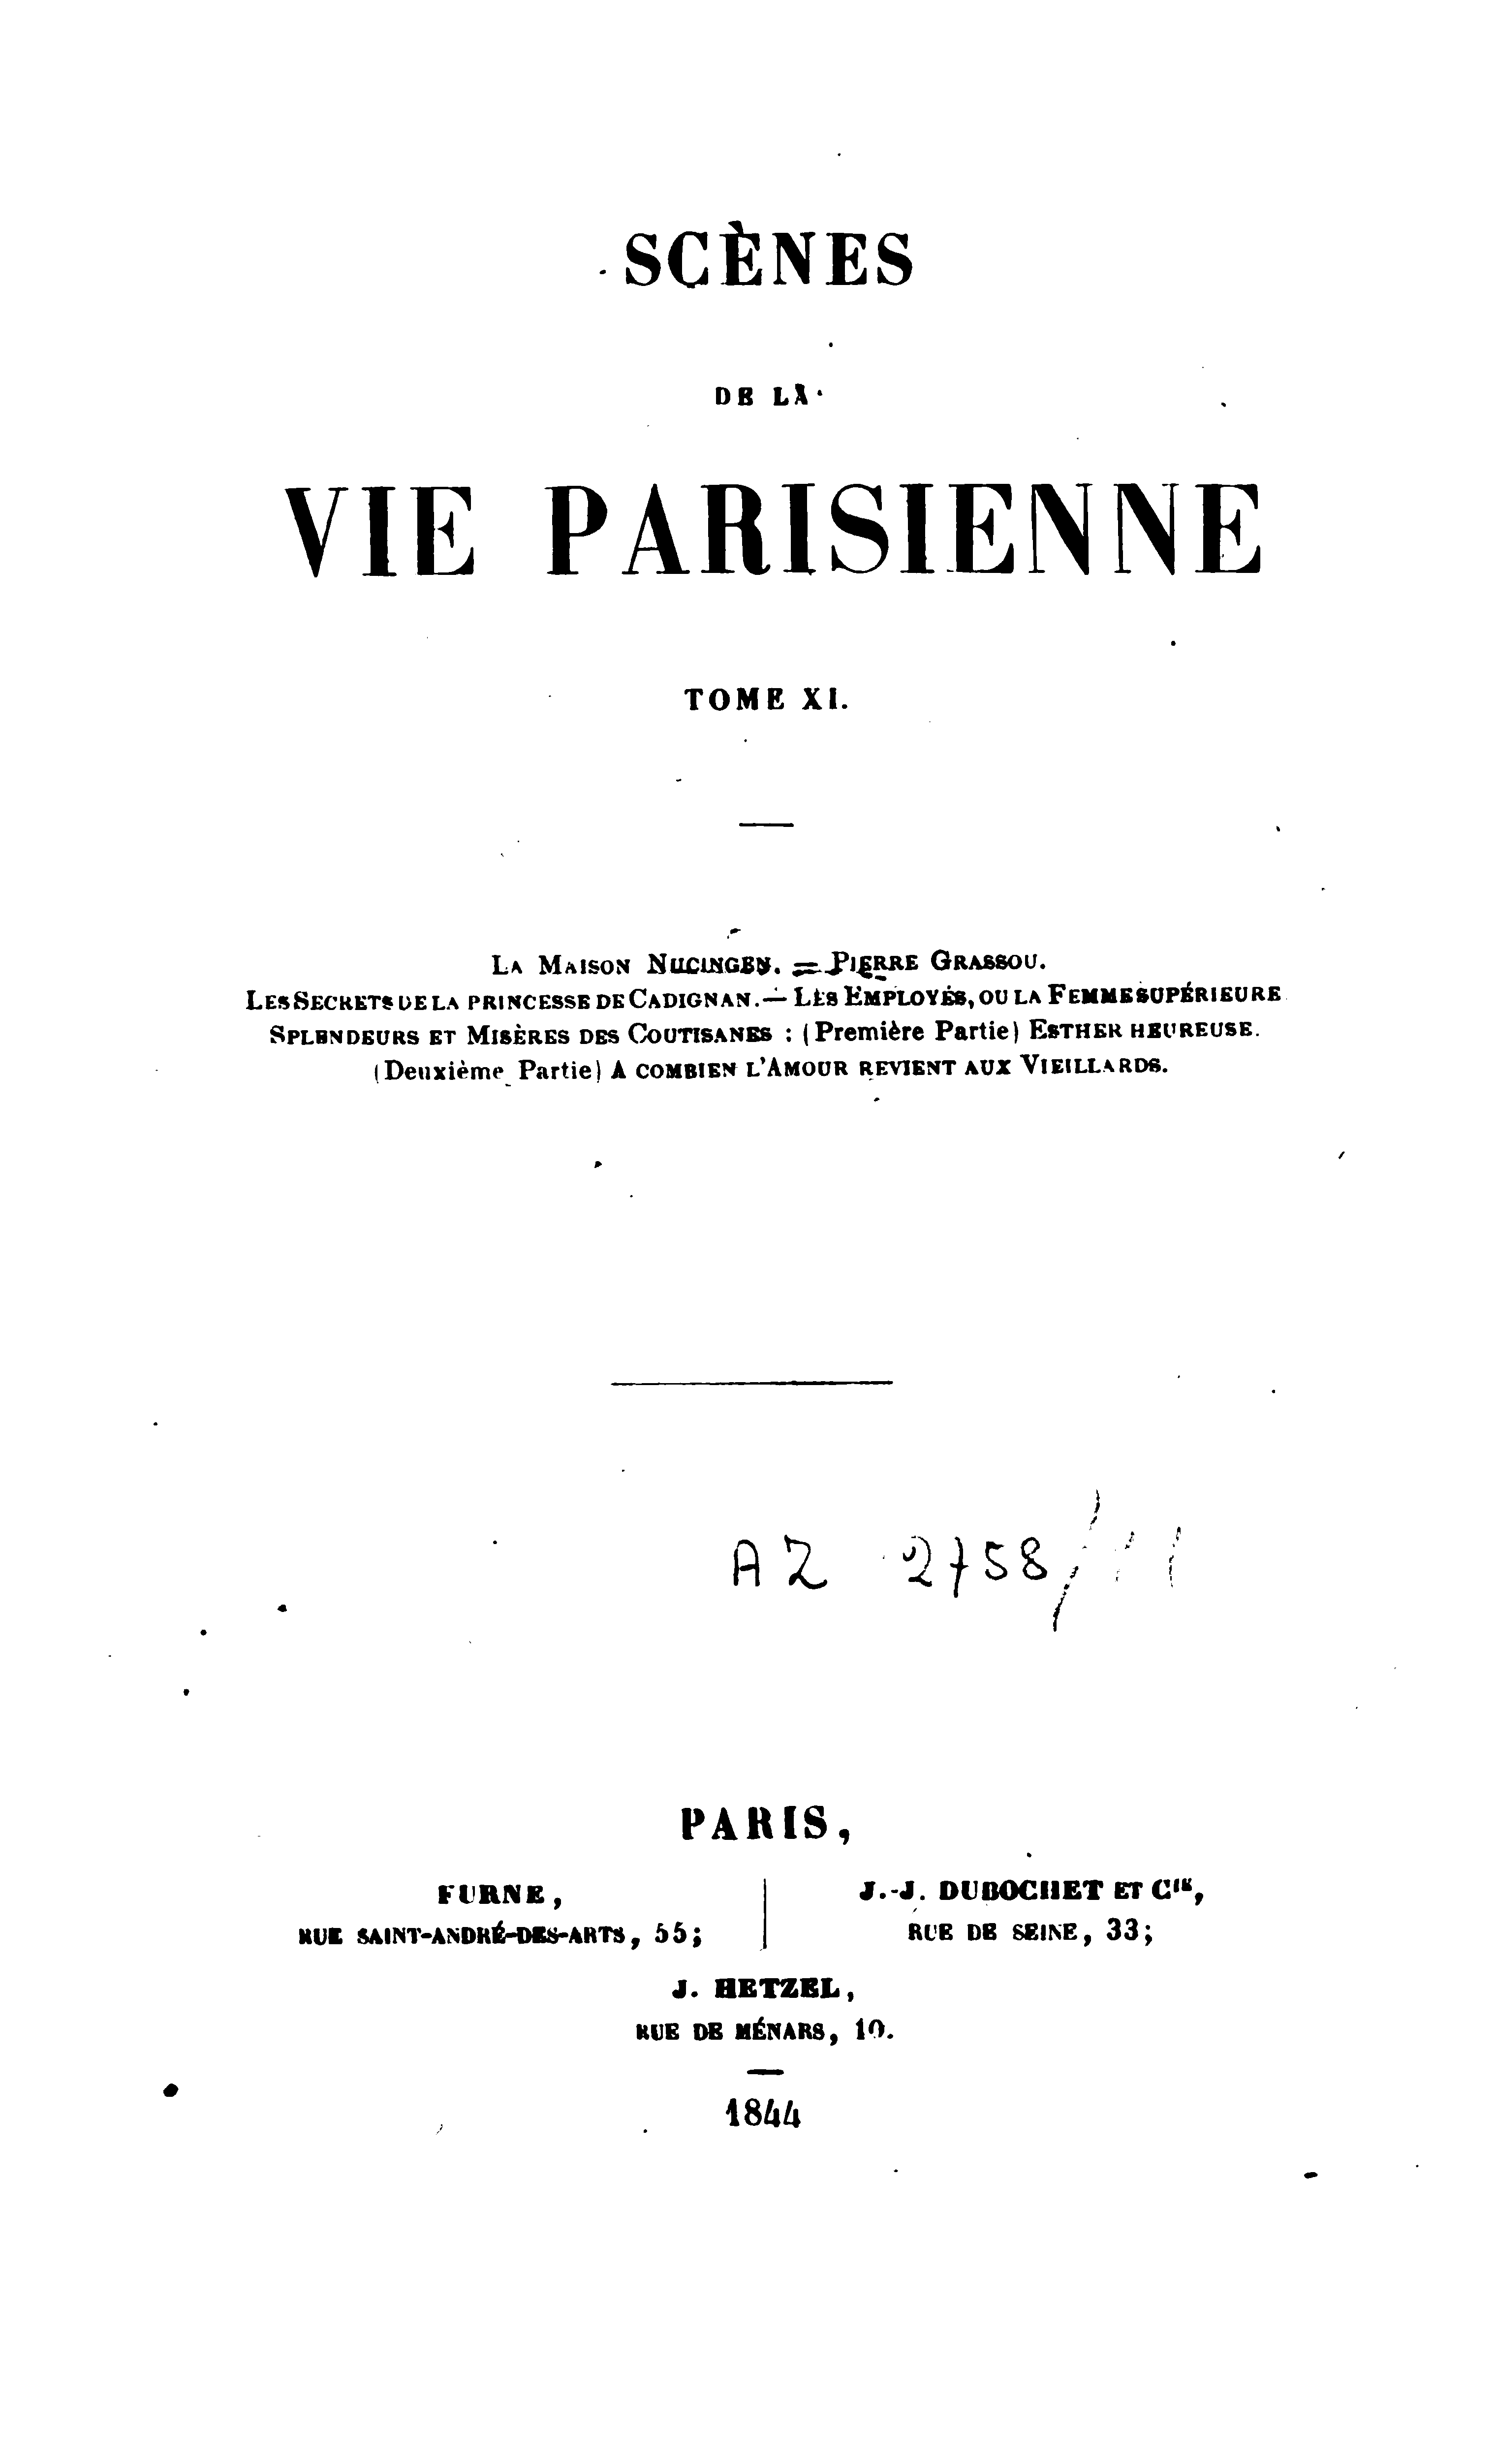 SCÈNES
DE LA
VIE PARISIENNE
TOME XI.
LA MAISON NUCINGEN. — PIERRE GRASSOU.
LES SECRETS DE LA PRINCESSE DE CADIGNAN. — LES EMPLOYÉS, OU LA FEMME SUPÉRIEURE
SPLENDEURS ET MISÈRES DES COUTISANES : (Première Partie) ESTHER HEUREUSE.
(Deuxième Partie) A COMBIEN L'AMOUR REVIENT AUX VIEILLARDS.
AZ 2758/11
PARIS,
FURNE,
RUE SAINT-ANDRÉ-DES-ARTS, 55;
J.-J. DUBOCHET ET Cie,
RUE DE SEINE, 33;
J. HETZEL,
RUE DE MÉNARS, 10.
1844